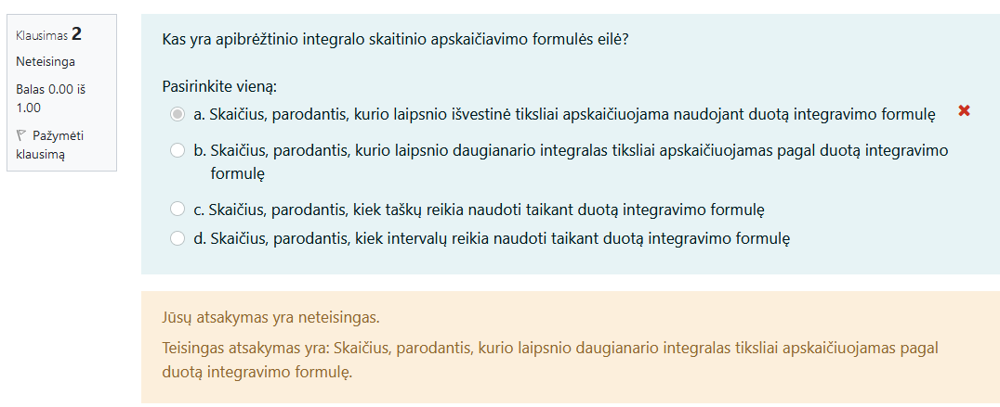 Klausimas 2
Neteisinga
Balas 0.00 iš
1.00
Pažymėti
klausimą
Kas yra apibrėžtinio integralo skaitinio apskaičiavimo formulės eilė?
Pasirinkite vieną:
a. Skaičius, parodantis, kurio laipsnio išvestinė tiksliai apskaičiuojama naudojant duotą integravimo formulę
b. Skaičius, parodantis, kurio laipsnio daugianario integralas tiksliai apskaičiuojamas pagal duotą integravimo
formulę
c. Skaičius, parodantis, kiek taškų reikia naudoti taikant duotą integravimo formulę
d. Skaičius, parodantis, kiek intervalų reikia naudoti taikant duotą integravimo formulę
Jūsų atsakymas yra neteisingas.
Teisingas atsakymas yra: Skaičius, parodantis, kurio laipsnio daugianario integralas tiksliai apskaičiuojamas pagal
duotą integravimo formulę.